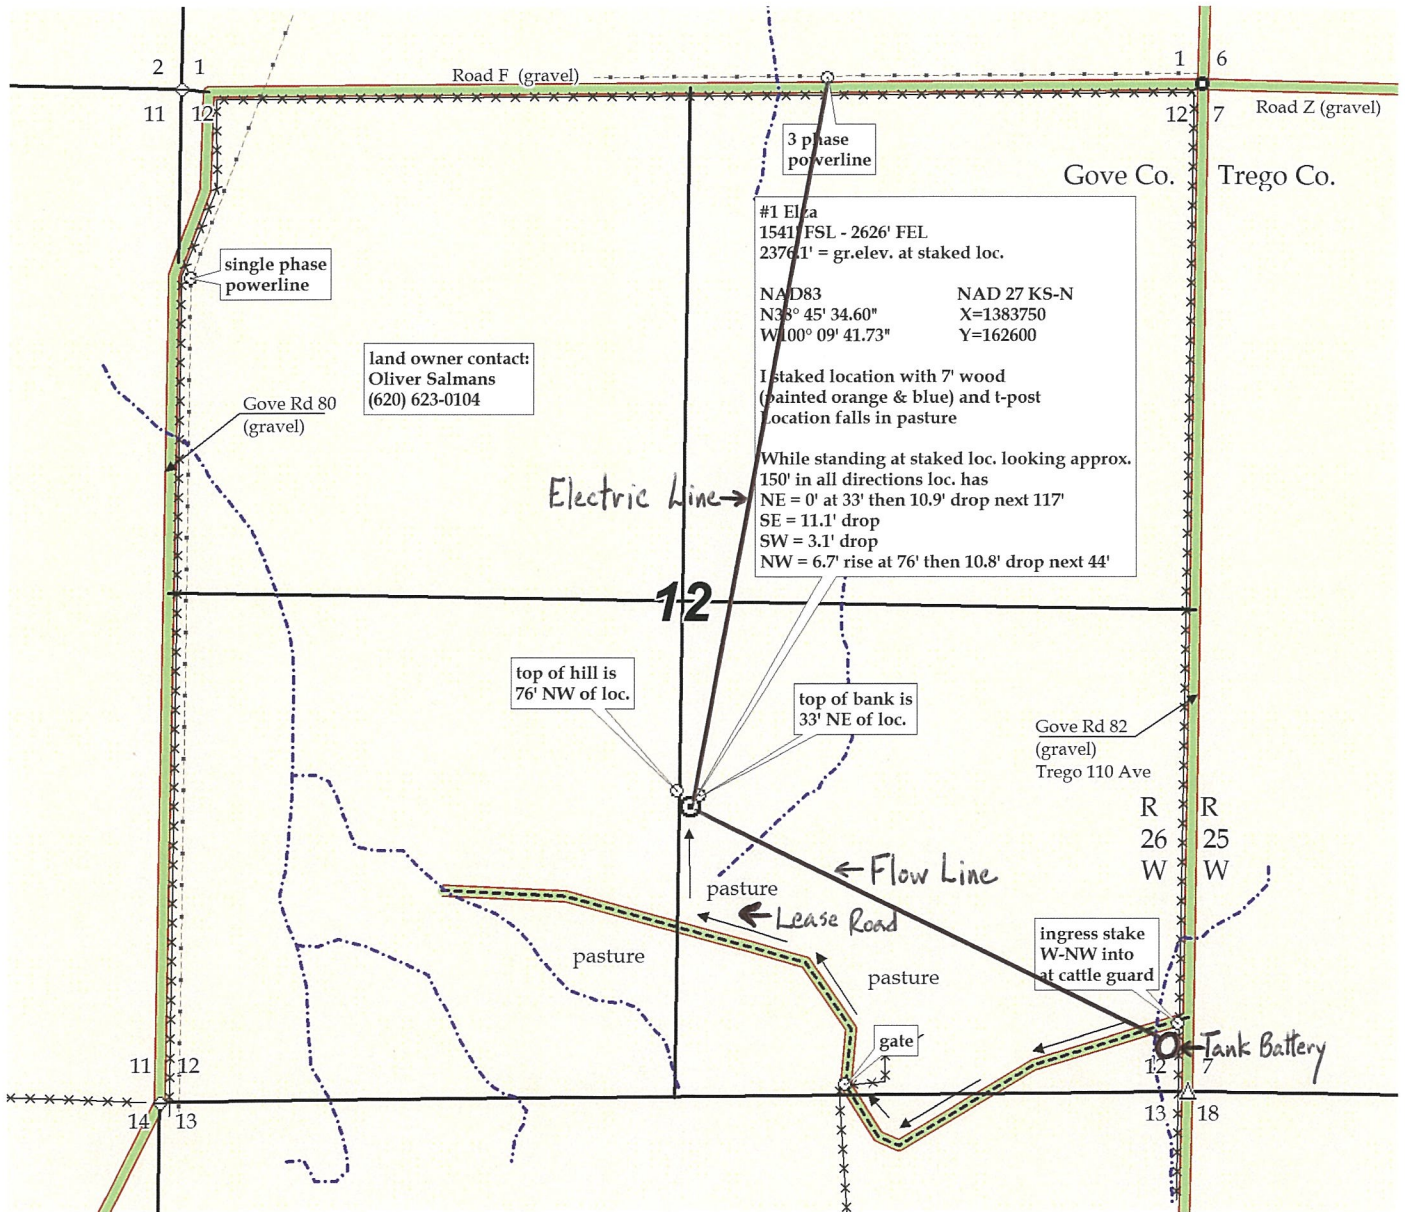 2 1
11 12
Road F (gravel)
1 6
12 7
Road Z (gravel)
3 phase
powerline
Gove Co. Trego Co.
#1 Elza
1541' FSL - 2626' FEL
2376.1' = gr.elev. at staked loc.
NAD83 NAD 27 KS-N
N38° 45' 34.60" X=1383750
W100° 09' 41.73" Y=162600
I staked location with 7' wood
(painted orange & blue) and t-post
Location falls in pasture
While standing at staked loc. looking approx.
150' in all directions loc. has
NE = 0' at 33' then 10.9' drop next 117'
SE = 11.1' drop
SW = 3.1' drop
NW = 6.7' rise at 76' then 10.8' drop next 44'
single phase
powerline
land owner contact:
Oliver Salmans
(620) 623-0104
Gove Rd 80
(gravel)
Electric Line
12
top of hill is
76' NW of loc.
top of bank is
33' NE of loc.
Gove Rd 82
(gravel)
Trego 110 Ave
R R
26 25
W W
Flow Line
pasture
Lease Road
pasture
pasture
ingress stake
W-NW into
at cattle guard
gate
Tank Battery
11 12
14 13
12 7
13 18